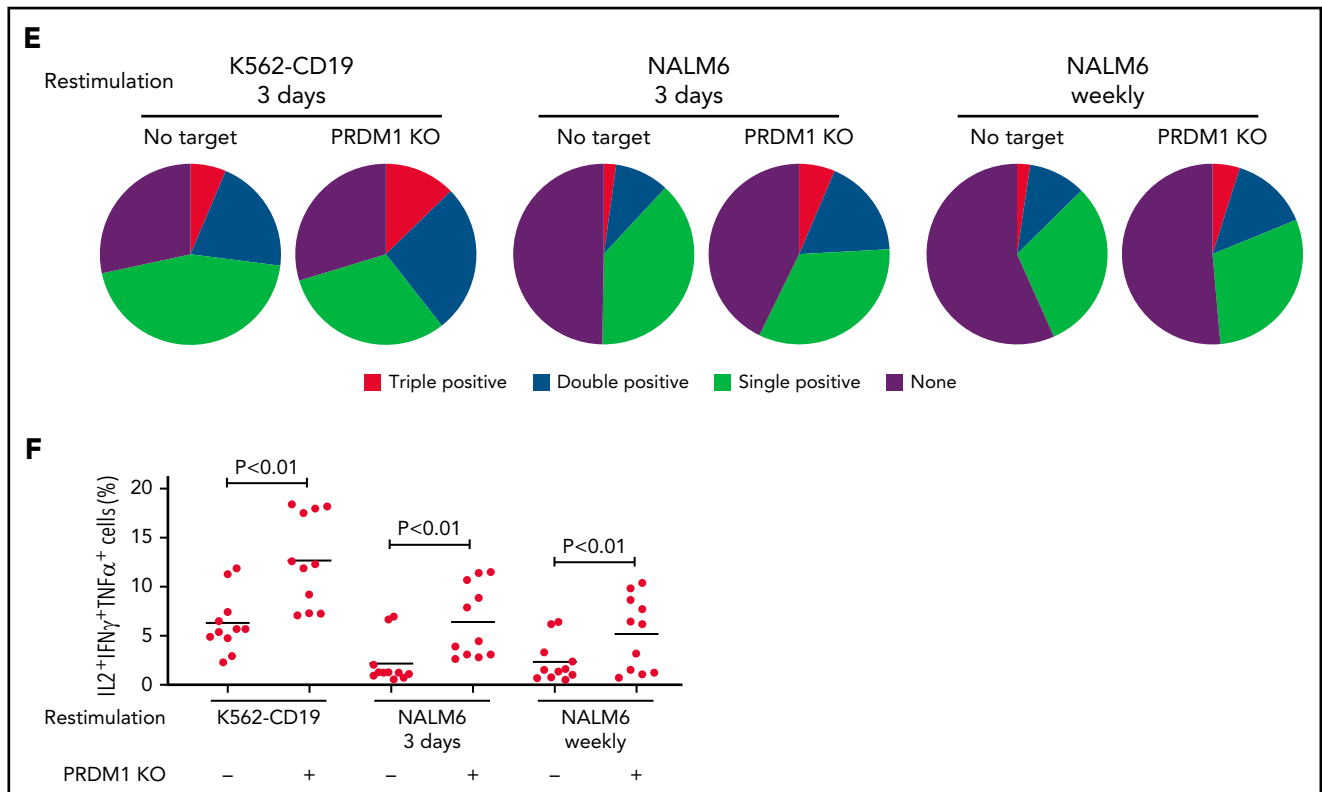 E
Restimulation
K562-CD19
3 days
NALM6
3 days
NALM6
weekly
No target
PRDM1 KO
No target
PRDM1 KO
No target
PRDM1 KO
Triple positive
Double positive
Single positive
None
F
IL2⁺IFNγ⁺TNFα⁺ cells (%)
20
15
10
5
0
P<0.01
P<0.01
P<0.01
Restimulation
K562-CD19
NALM6
3 days
NALM6
weekly
PRDM1 KO
– + – + – +